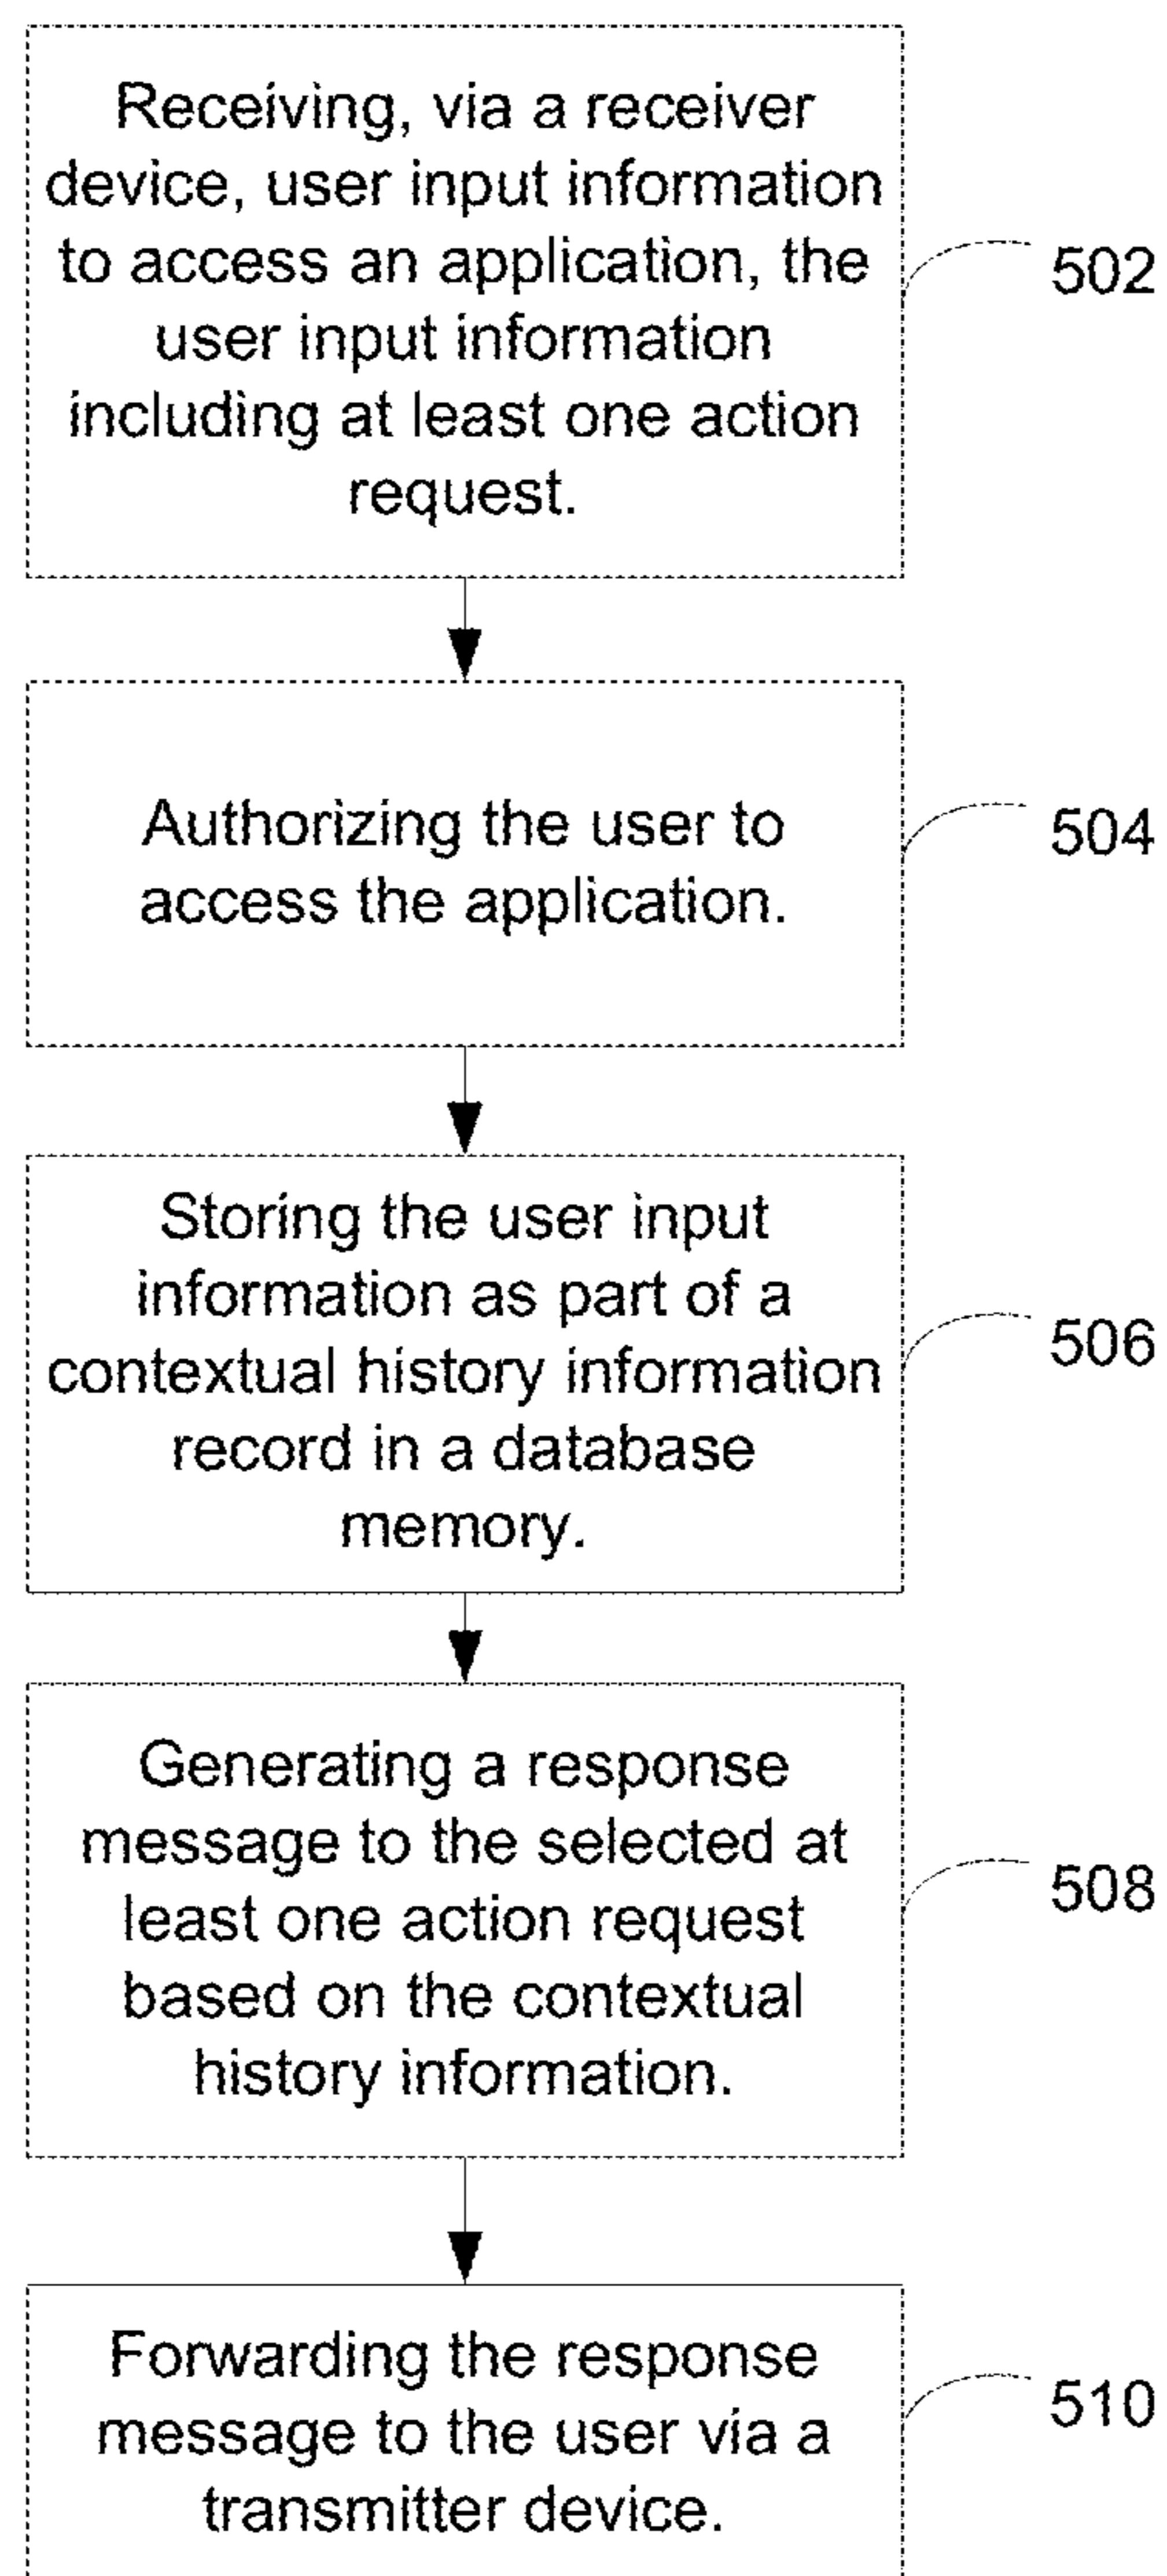 Receiving, via a receiver
device, user input information
to access an application, the
user input information
including at least one action
request.
502
Authorizing the user to
access the application.
504
Storing the user input
information as part of a
contextual history information
record in a database
memory.
506
Generating a response
message to the selected at
least one action request
based on the contextual
history information.
508
Forwarding the response
message to the user via a
transmitter device.
510